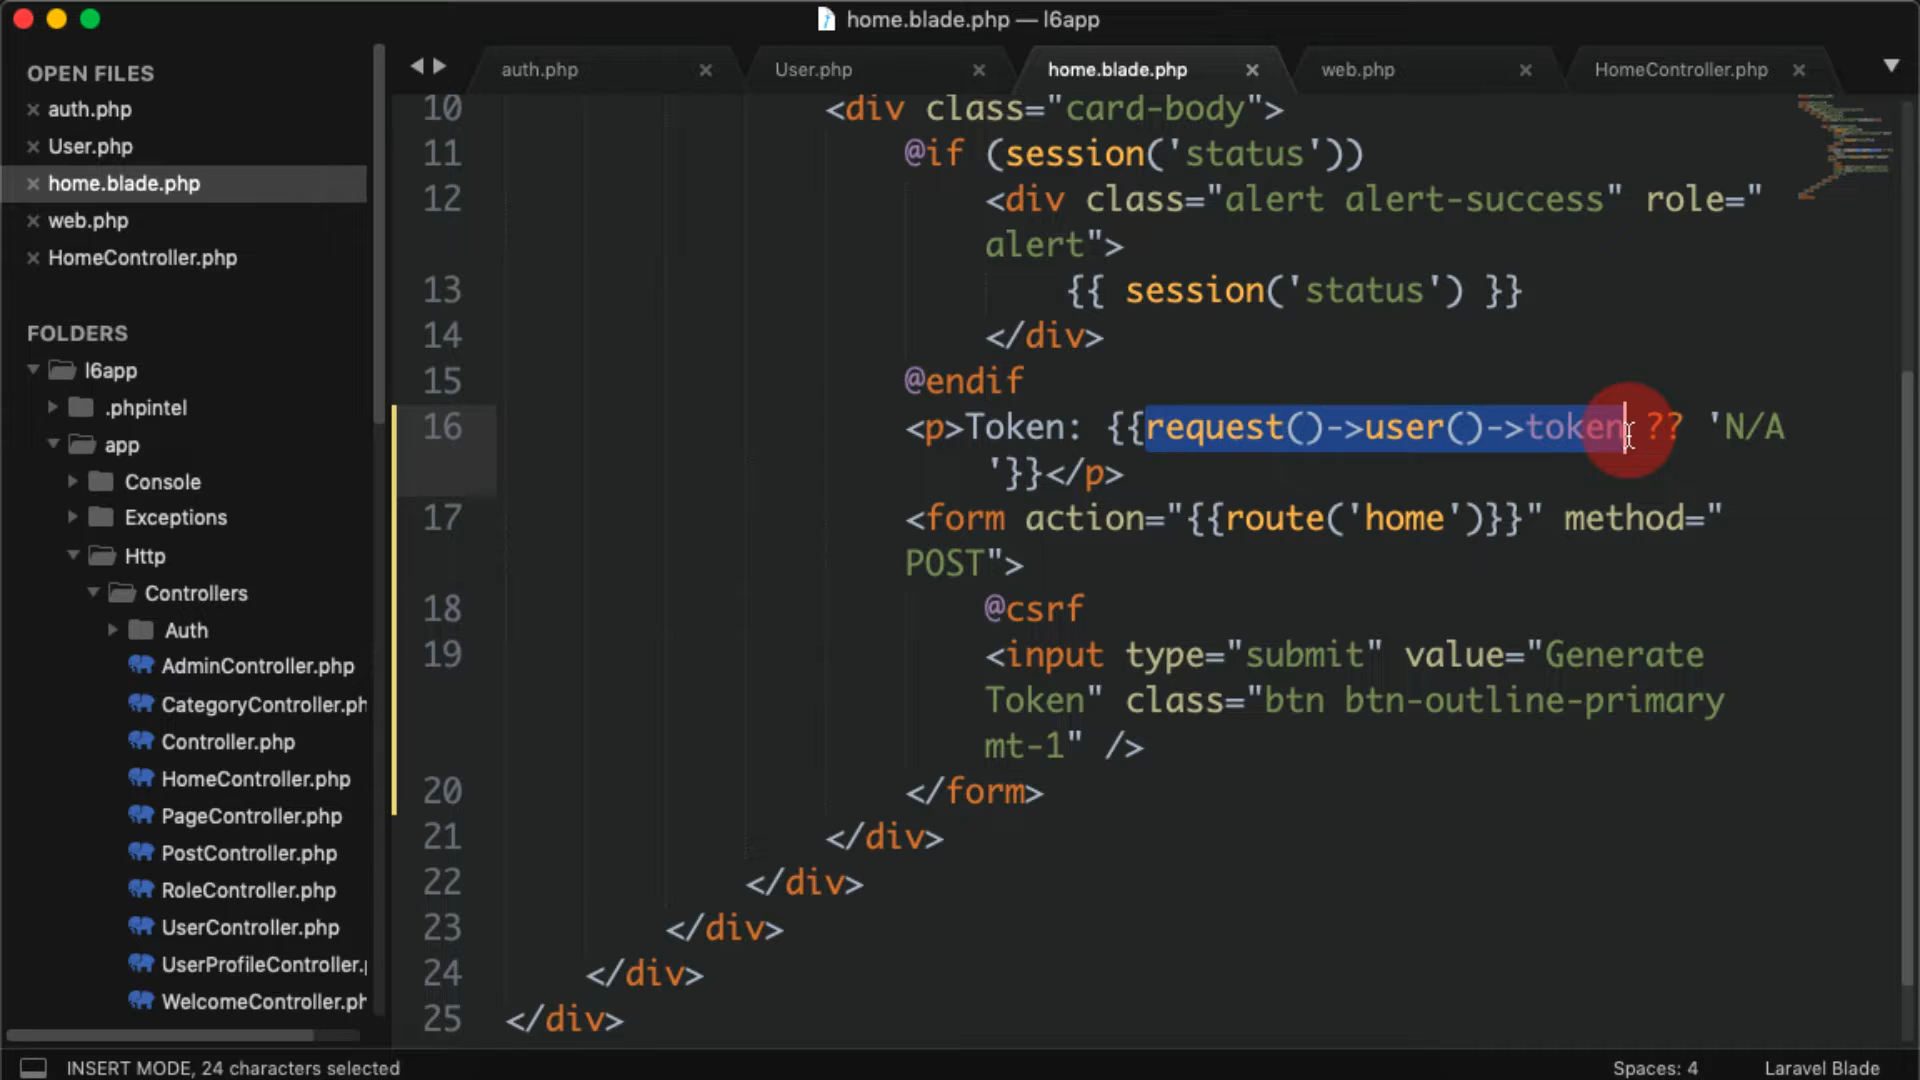 home.blade.php — l6app
OPEN FILES
auth.php
User.php
home.blade.php
web.php
HomeController.php
FOLDERS
l6app
.phpintel
app
Console
Exceptions
Http
Controllers
Auth
AdminController.php
CategoryController.ph
Controller.php
HomeController.php
PageController.php
PostController.php
RoleController.php
UserController.php
UserProfileController.p
WelcomeController.ph
auth.php
User.php
home.blade.php
web.php
HomeController.php
10 <div class="card-body">
11 @if (session('status'))
12 <div class="alert alert-success" role="
alert">
13 {{ session('status') }}
14 </div>
15 @endif
16 <p>Token: {{request()->user()->token ?? 'N/A
'}}</p>
17 <form action="{{route('home')}}" method="
POST">
18 @csrf
19 <input type="submit" value="Generate
Token" class="btn btn-outline-primary
mt-1" />
20 </form>
21 </div>
22 </div>
23 </div>
24 </div>
25 </div>
INSERT MODE, 24 characters selected
Spaces: 4
Laravel Blade